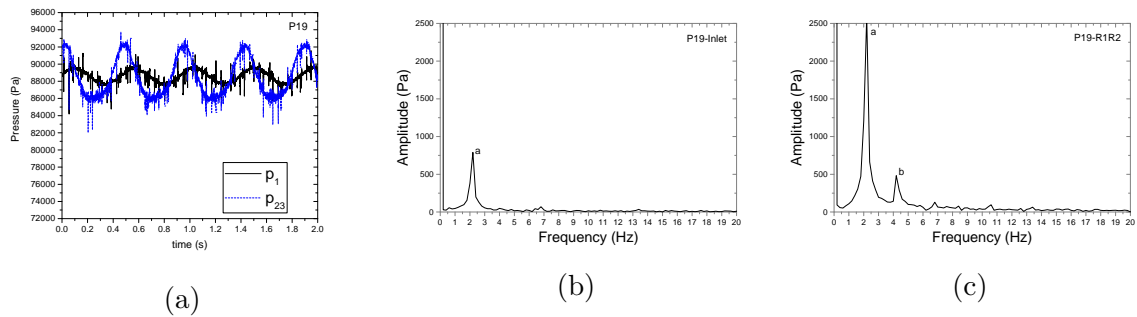 P19
Pressure (Pa)
96000
94000
92000
90000
88000
86000
84000
82000
80000
78000
76000
74000
72000
p1
p23
0.0 0.2 0.4 0.6 0.8 1.0 1.2 1.4 1.6 1.8 2.0
time (s)
(a)
P19-Inlet
Amplitude (Pa)
2500
2000
1500
1000
500
0
a
0 1 2 3 4 5 6 7 8 9 10 11 12 13 14 15 16 17 18 19 20
Frequency (Hz)
(b)
P19-R1R2
Amplitude (Pa)
2500
2000
1500
1000
500
0
a
b
0 1 2 3 4 5 6 7 8 9 10 11 12 13 14 15 16 17 18 19 20
Frequency (Hz)
(c)